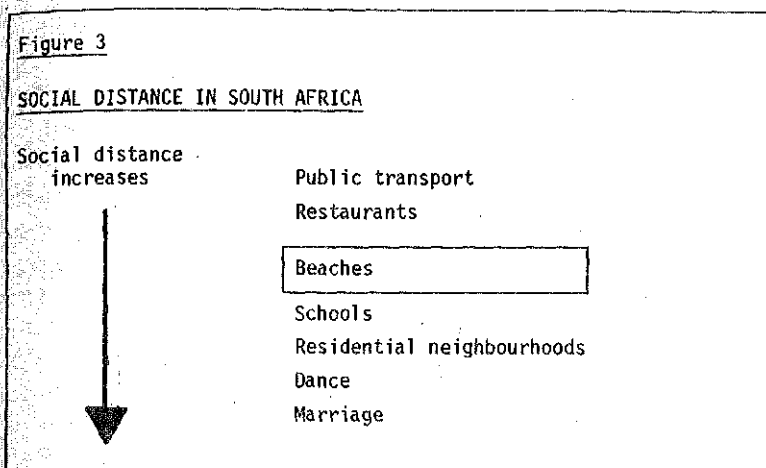 Figure 3
SOCIAL DISTANCE IN SOUTH AFRICA
Social distance
increases
Public transport
Restaurants
Beaches
Schools
Residential neighbourhoods
Dance
Marriage